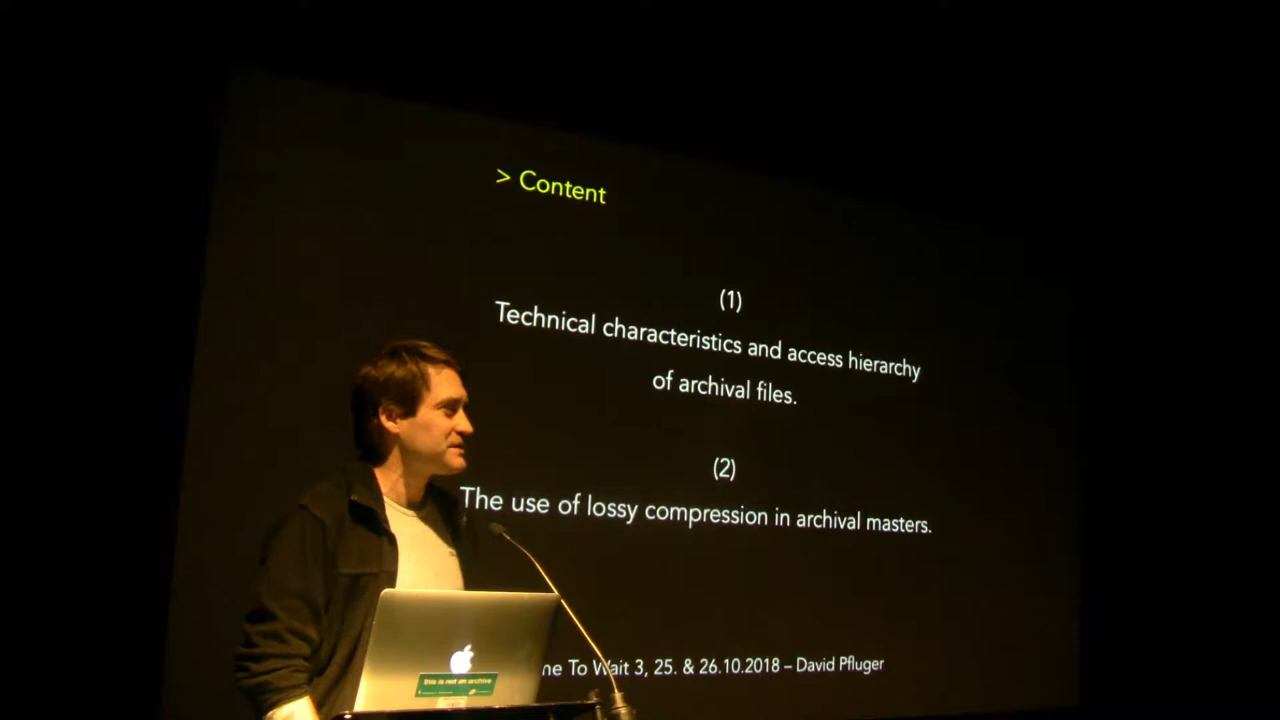 > Content
(1)
Technical characteristics and access hierarchy
of archival files.
(2)
The use of lossy compression in archival masters.
me To Wait 3, 25. & 26.10.2018 – David Pfluger
this is not an archive